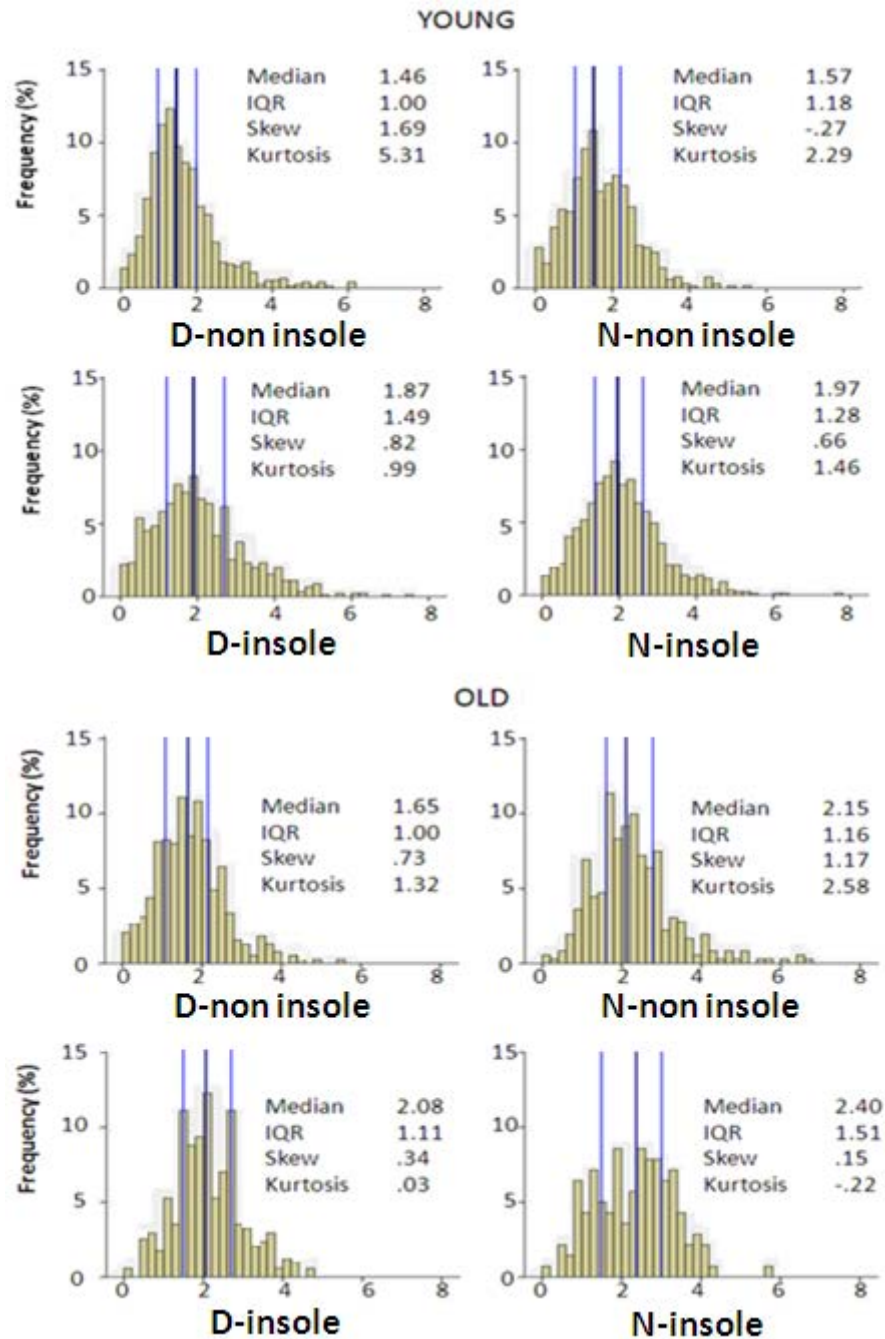 YOUNG
Frequency (%)
15
10
5
0
0 2 4 6 8
Median 1.46
IQR 1.00
Skew 1.69
Kurtosis 5.31
D-non insole
15
10
5
0
0 2 4 6 8
Median 1.57
IQR 1.18
Skew -.27
Kurtosis 2.29
N-non insole
Frequency (%)
15
10
5
0
0 2 4 6 8
Median 1.87
IQR 1.49
Skew .82
Kurtosis .99
D-insole
15
10
5
0
0 2 4 6 8
Median 1.97
IQR 1.28
Skew .66
Kurtosis 1.46
N-insole
OLD
Frequency (%)
15
10
5
0
0 2 4 6 8
Median 1.65
IQR 1.00
Skew .73
Kurtosis 1.32
D-non insole
15
10
5
0
0 2 4 6 8
Median 2.15
IQR 1.16
Skew 1.17
Kurtosis 2.58
N-non insole
Frequency (%)
15
10
5
0
0 2 4 6 8
Median 2.08
IQR 1.11
Skew .34
Kurtosis .03
D-insole
15
10
5
0
0 2 4 6 8
Median 2.40
IQR 1.51
Skew .15
Kurtosis -.22
N-insole